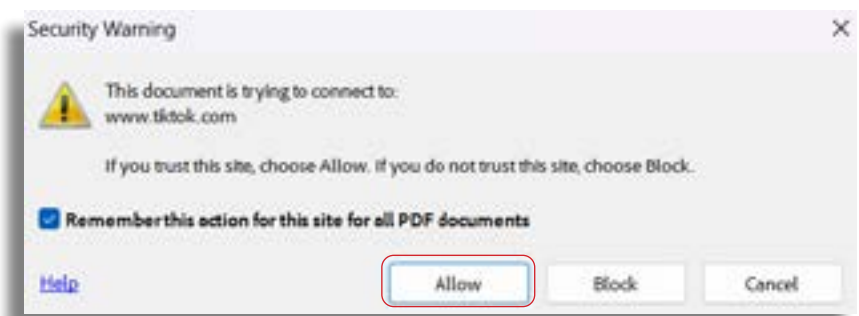 Security Warning
This document is trying to connect to:
www.tiktok.com
If you trust this site, choose Allow. If you do not trust this site, choose Block.
Remember this action for this site for all PDF documents
Help
Allow
Block
Cancel